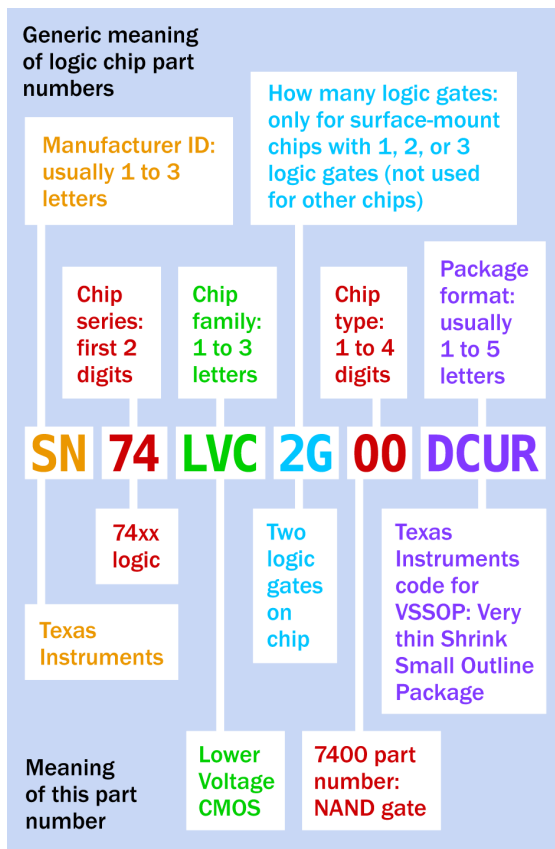 Generic meaning
of logic chip part
numbers
How many logic gates:
only for surface-mount
chips with 1, 2, or 3
logic gates (not used
for other chips)
Manufacturer ID:
usually 1 to 3
letters
Chip
series:
first 2
digits
Chip
family:
1 to 3
letters
Chip
type:
1 to 4
digits
Package
format:
usually
1 to 5
letters
SN 74 LVC 2G 00 DCUR
74xx
logic
Texas
Instruments
Two
logic
gates
on
chip
Texas
Instruments
code for
VSSOP: Very
thin Shrink
Small Outline
Package
Lower
Voltage
CMOS
7400 part
number:
NAND gate
Meaning
of this part
number